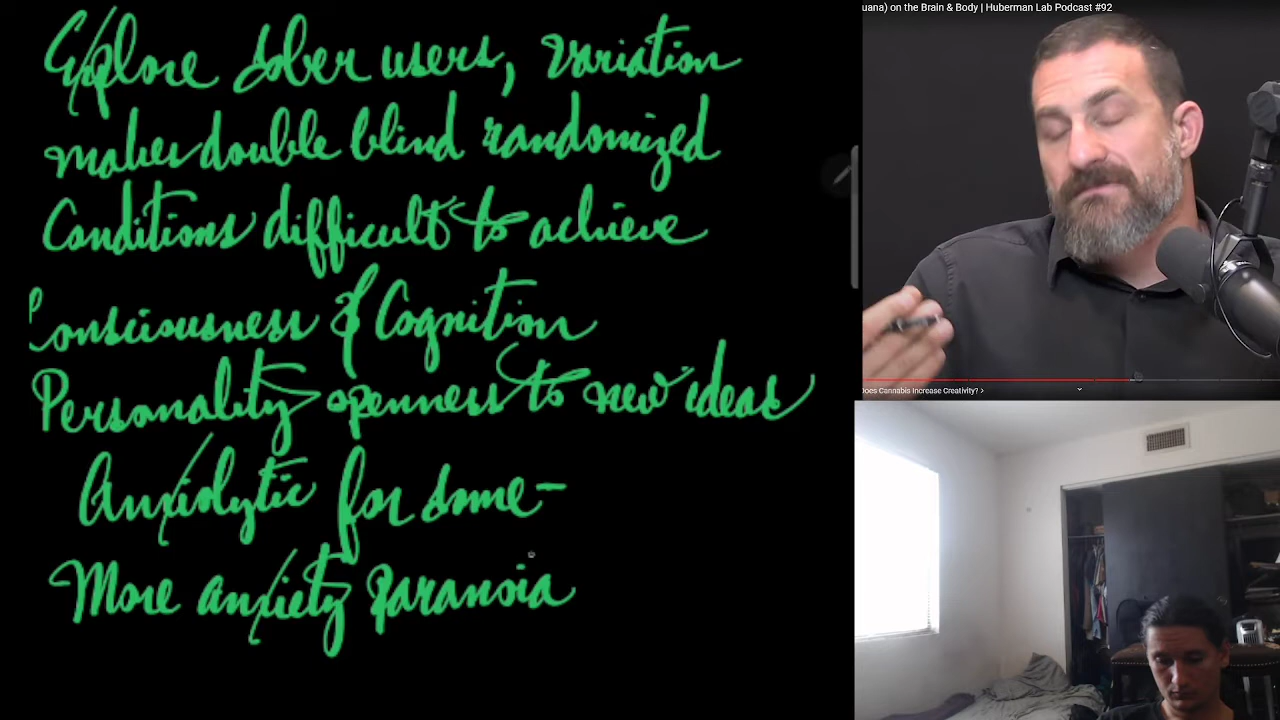 Explore sober users, variation
makes double blind randomized
Conditions difficult to achieve
Consciousness & Cognition
Personality openness to new ideas
Anxiolytic for some-
More anxiety paranoia
uana) on the Brain & Body | Huberman Lab Podcast #92
Does Cannabis Increase Creativity? >